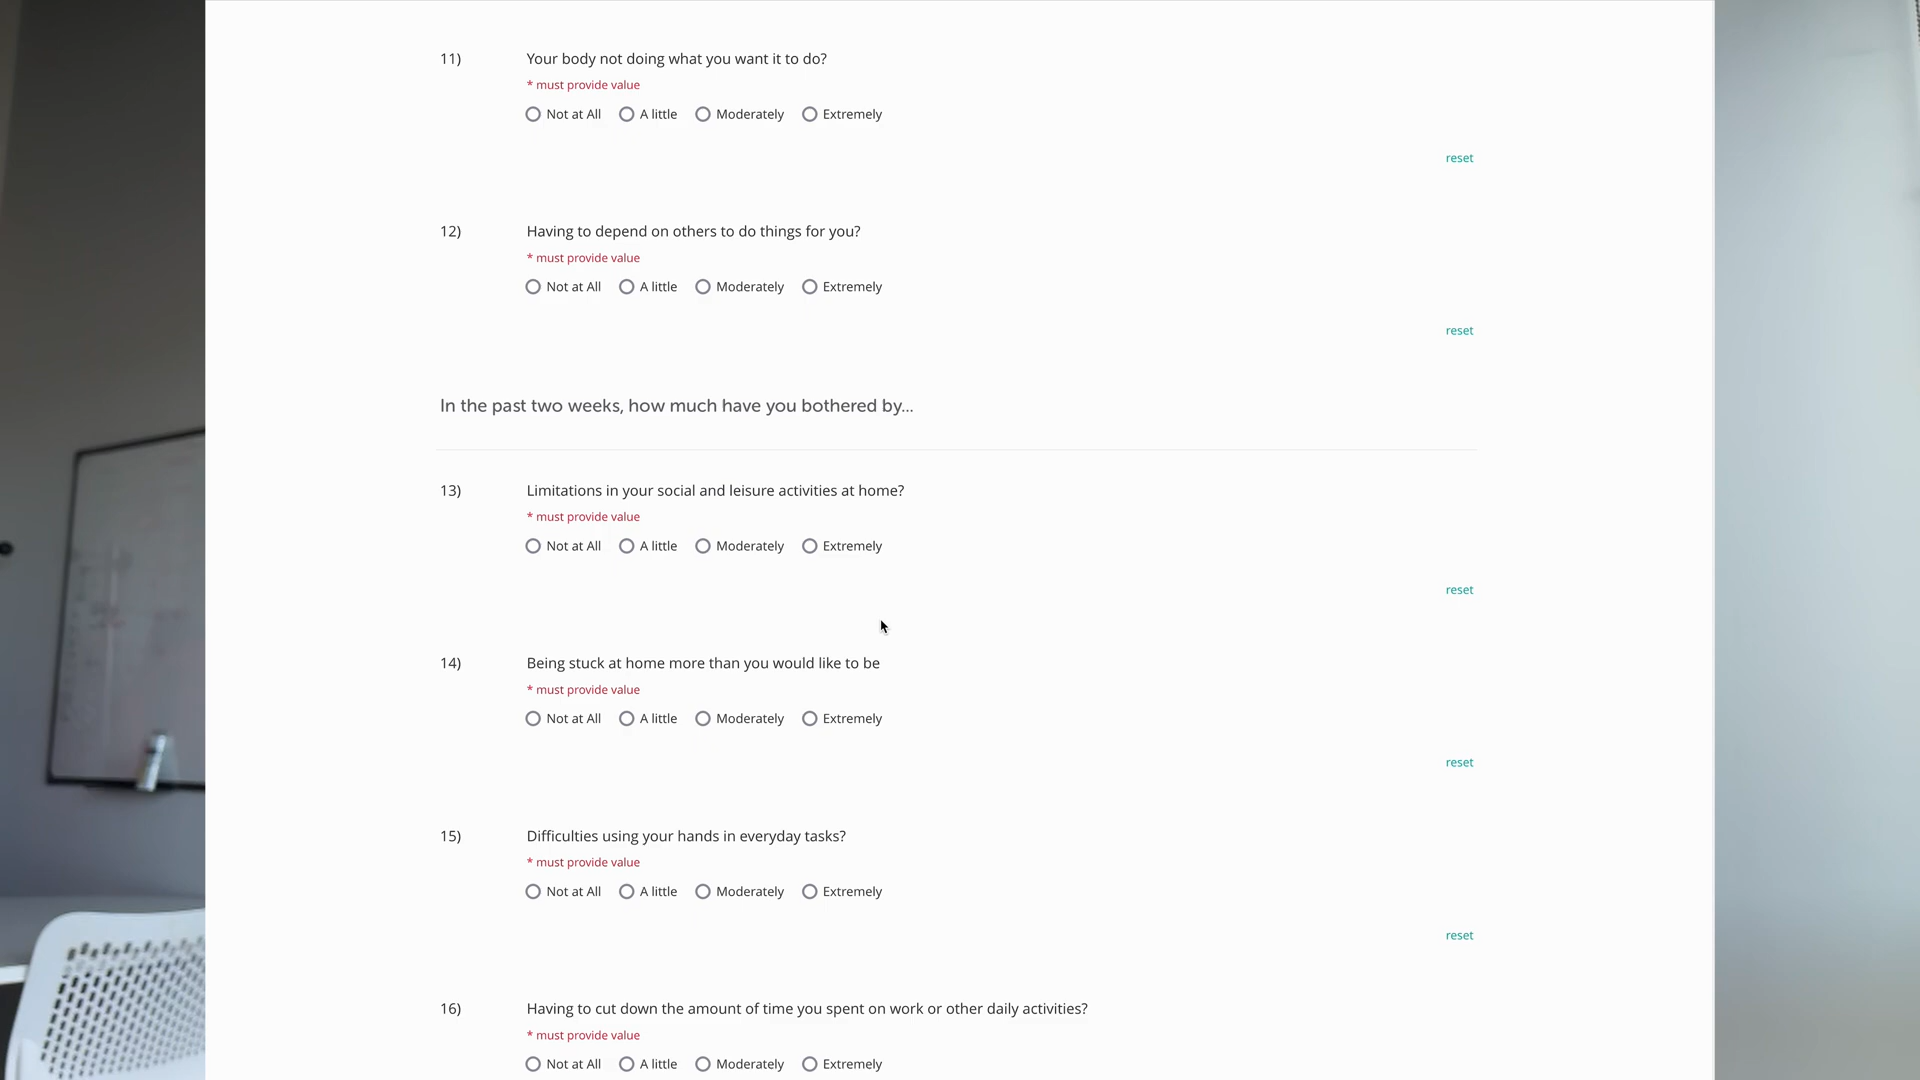 11) Your body not doing what you want it to do?
* must provide value
Not at All A little Moderately Extremely
reset
12) Having to depend on others to do things for you?
* must provide value
Not at All A little Moderately Extremely
reset
In the past two weeks, how much have you bothered by...
13) Limitations in your social and leisure activities at home?
* must provide value
Not at All A little Moderately Extremely
reset
14) Being stuck at home more than you would like to be
* must provide value
Not at All A little Moderately Extremely
reset
15) Difficulties using your hands in everyday tasks?
* must provide value
Not at All A little Moderately Extremely
reset
16) Having to cut down the amount of time you spent on work or other daily activities?
* must provide value
Not at All A little Moderately Extremely